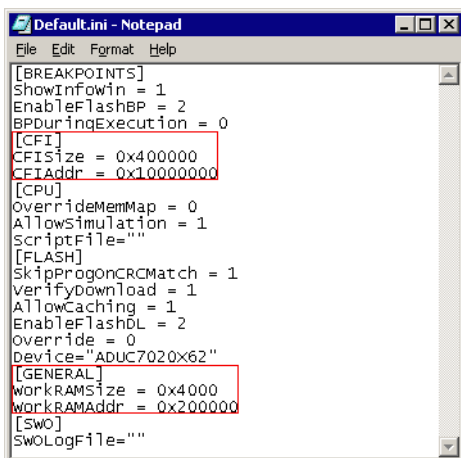 Default.ini - Notepad
File Edit Format Help
[BREAKPOINTS]
ShowInfoWin = 1
EnableFlashBP = 2
BPDuringExecution = 0
[CFI]
CFISize = 0x400000
CFIAddr = 0x10000000
[CPU]
OverrideMemMap = 0
AllowSimulation = 1
ScriptFile=""
[FLASH]
SkipProgOnCRCMatch = 1
VerifyDownload = 1
AllowCaching = 1
EnableFlashDL = 2
Override = 0
Device="ADUC7020X62"
[GENERAL]
WorkRAMSize = 0x4000
WorkRAMAddr = 0x200000
[SWO]
SWOLogFile=""